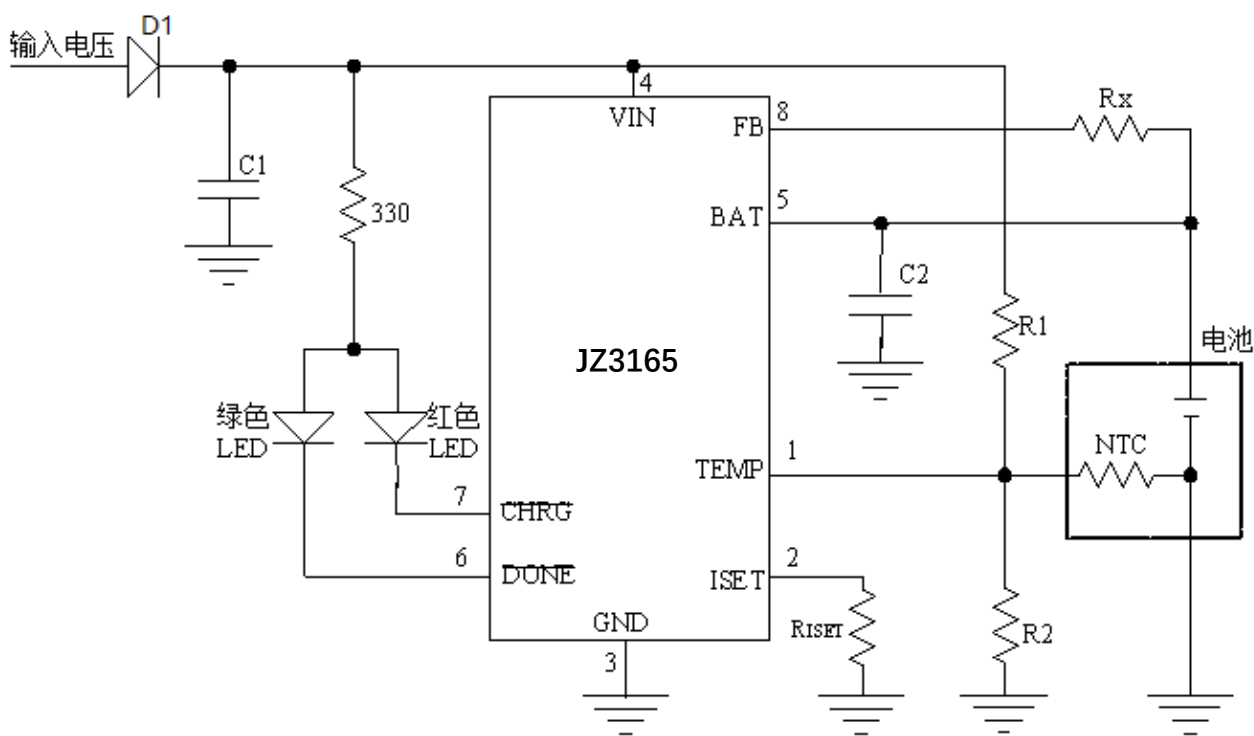 D1
输入电压
4
VIN
8
FB
Rx
C1
330
5
BAT
C2
R1
JZ3165
电池
绿色
LED
红色
LED
NTC
1
TEMP
7
CHRG
6
DONE
2
ISET
GND
3
RISET
R2